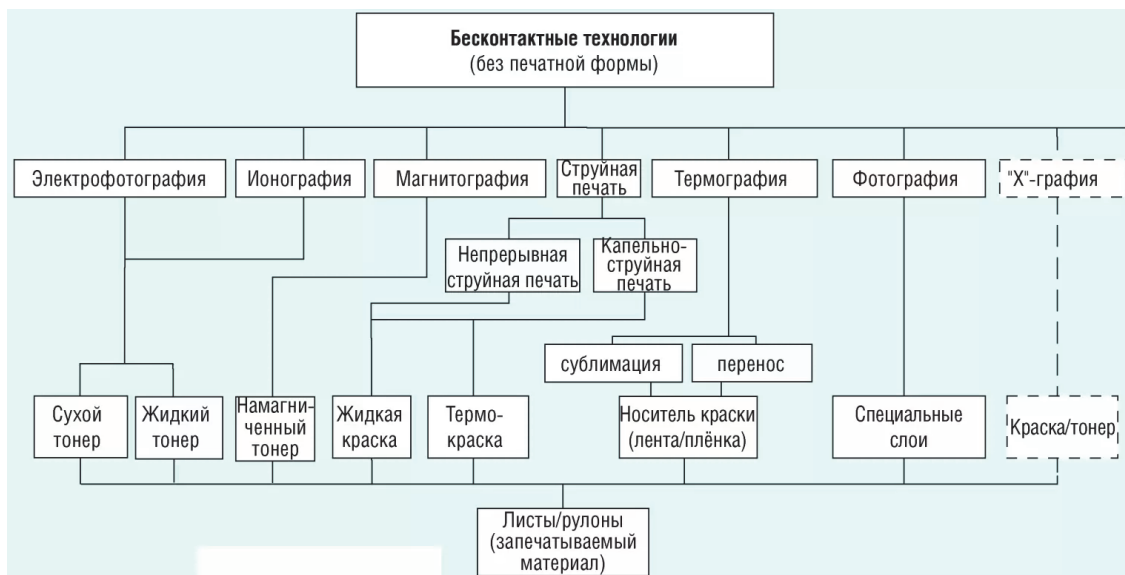 Бесконтактные технологии
(без печатной формы)
Электрофотография
Ионография
Магнитография
Струйная
печать
Термография
Фотография
"X"-графия
Непрерывная
струйная печать
Капельно-
струйная
печать
сублимация
перенос
Сухой
тонер
Жидкий
тонер
Намагни-
ченный
тонер
Жидкая
краска
Термо-
краска
Носитель краски
(лента/плёнка)
Специальные
слои
Краска/тонер
Листы/рулоны
(запечатываемый
материал)